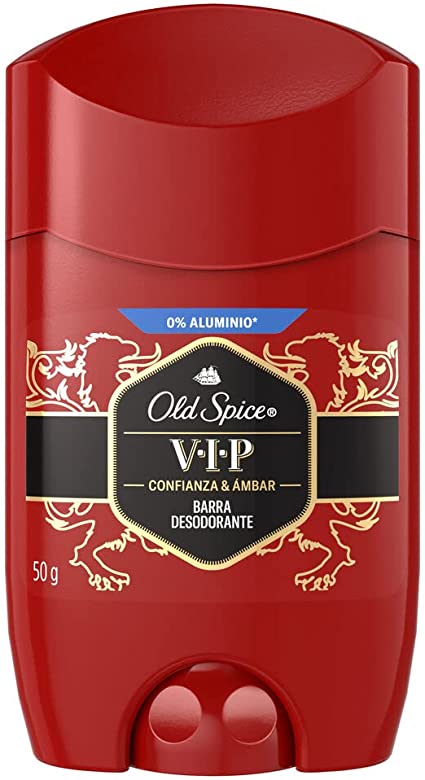 0% ALUMINIO*
Old Spice®
V·I·P
CONFIANZA & ÁMBAR
BARRA
DESODORANTE
50 g